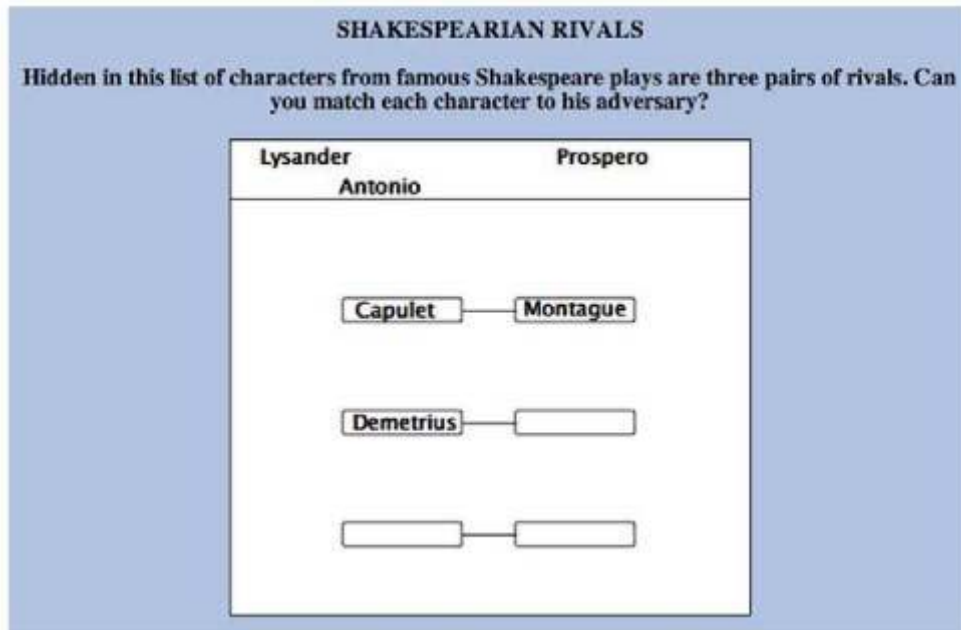 SHAKESPEARIAN RIVALS
Hidden in this list of characters from famous Shakespeare plays are three pairs of rivals. Can
you match each character to his adversary?
Lysander Prospero
Antonio
Capulet Montague
Demetrius